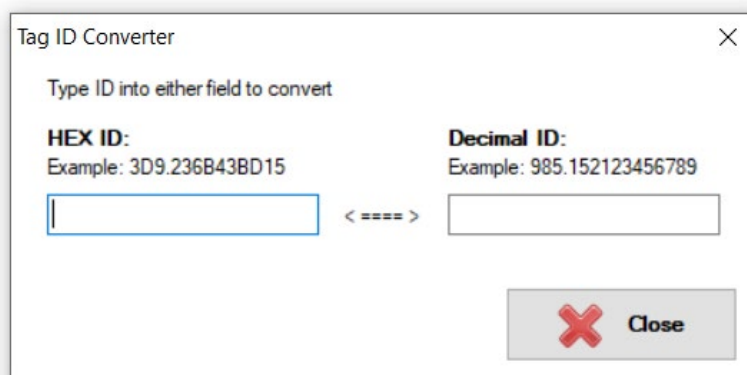 Tag ID Converter
Type ID into either field to convert
HEX ID:
Example: 3D9.236B43BD15
Decimal ID:
Example: 985.152123456789
< ==== >
Close